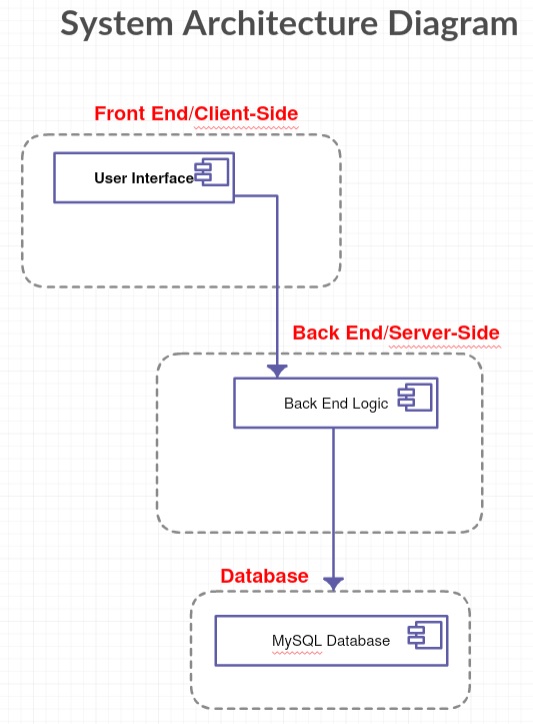 System Architecture Diagram
Front End/Client-Side
User Interface
Back End/Server-Side
Back End Logic
Database
MySQL Database